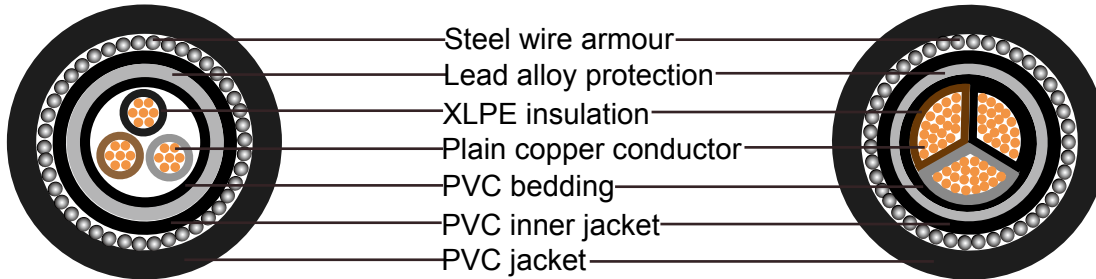 Steel wire armour
Lead alloy protection
XLPE insulation
Plain copper conductor
PVC bedding
PVC inner jacket
PVC jacket